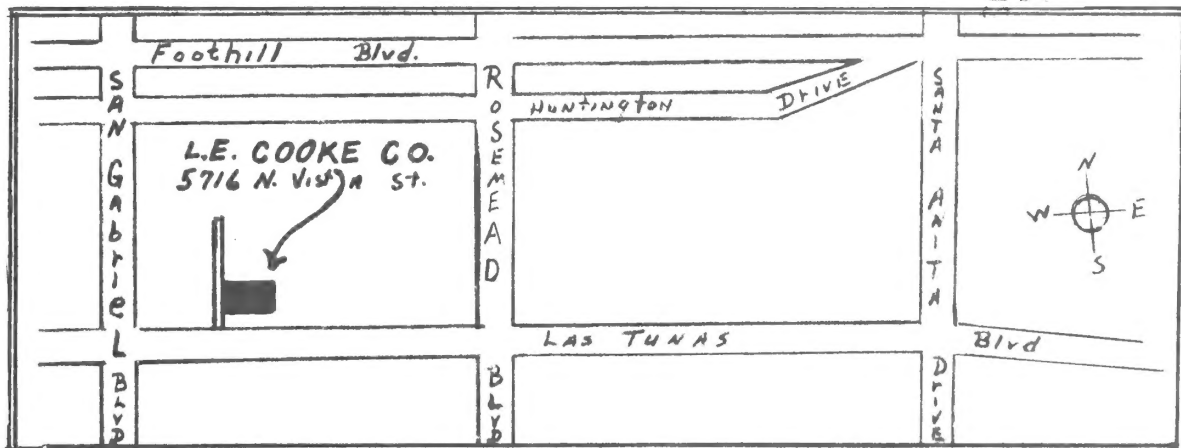 Foothill Blvd.
SAN GabrieL BLVD
ROSEMEAD BLVD
HuntingTon DRIVE
SANTA ANITA DrivE
L.E. COOKE CO.
5716 N. VistA St.
N
W E
S
LAS TUNAS Blvd